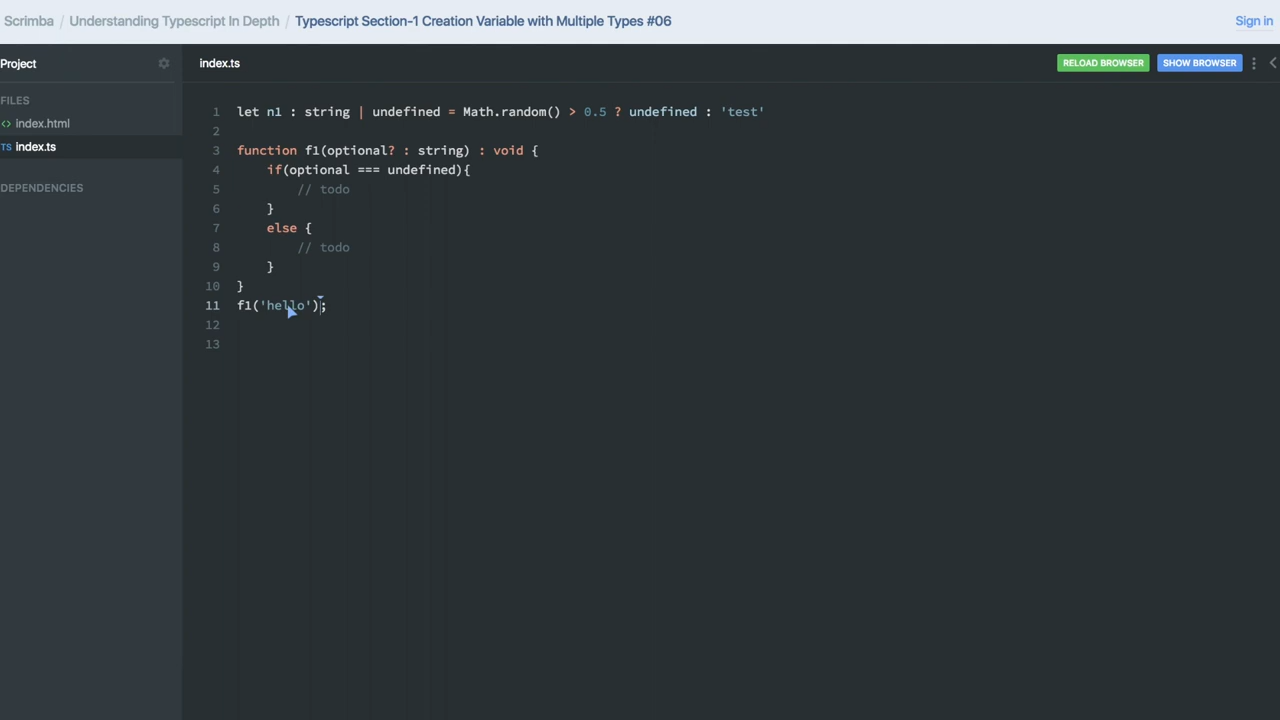 Scrimba / Understanding Typescript In Depth / Typescript Section-1 Creation Variable with Multiple Types #06
Sign in
Project
index.ts
RELOAD BROWSER
SHOW BROWSER
FILES
<> index.html
TS index.ts
DEPENDENCIES
1 let n1 : string | undefined = Math.random() > 0.5 ? undefined : 'test'
2
3 function f1(optional? : string) : void {
4 if(optional === undefined){
5 // todo
6 }
7 else {
8 // todo
9 }
10 }
11 f1('hello');
12
13